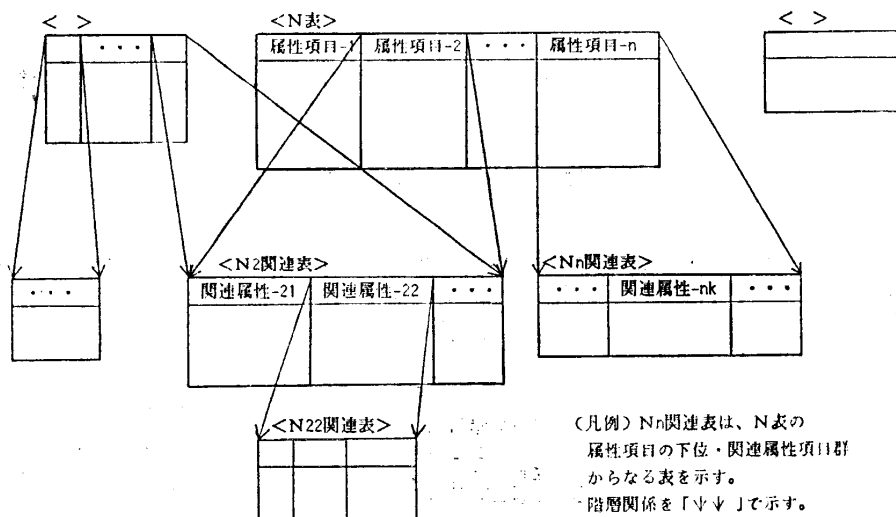 < >
<N表>
< >
・・・
属性項目-1 属性項目-2 ・・・ 属性項目-n
<N2関連表>
<Nn関連表>
・・・
関連属性-21 関連属性-22 ・・・
・・・ 関連属性-nk ・・・
<N22関連表>
(凡例) Nn関連表は、N表の
属性項目の下位・関連属性項目群
からなる表を示す。
階層関係を「↓↓」で示す。